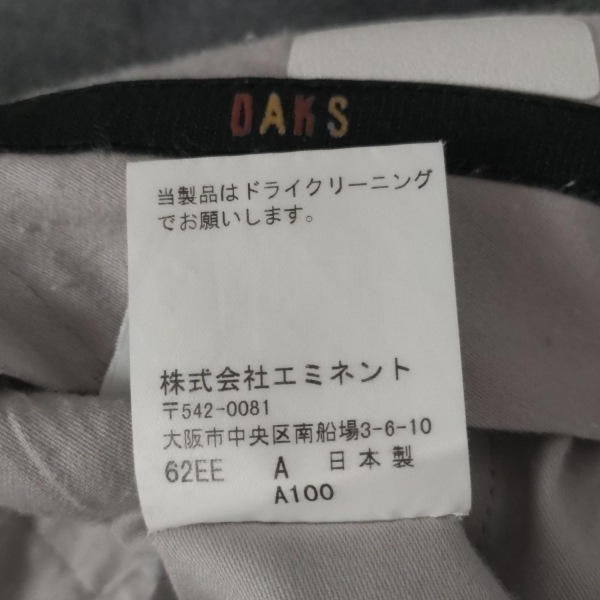 OAKS
当製品はドライクリーニング
でお願いします。
株式会社エミネント
〒542-0081
大阪市中央区南船場3-6-10
62EE A 日本製
A100